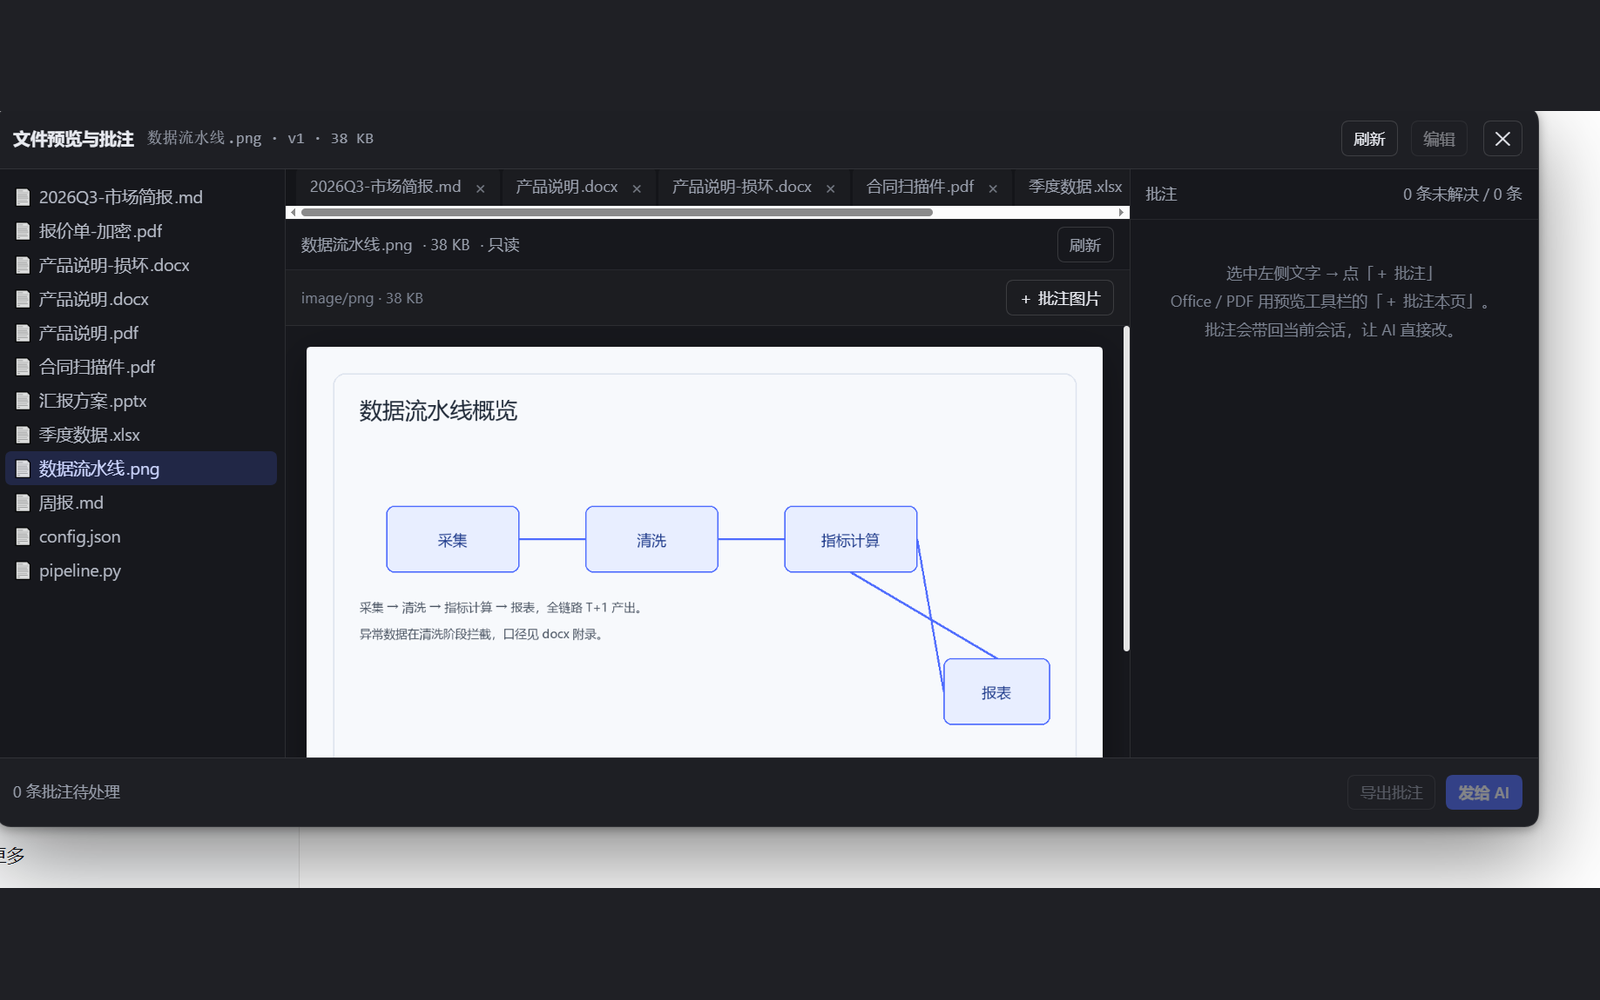 文件预览与批注 数据流水线.png · v1 · 38 KB
刷新 编辑
2026Q3-市场简报.md
报价单-加密.pdf
产品说明-损坏.docx
产品说明.docx
产品说明.pdf
合同扫描件.pdf
汇报方案.pptx
季度数据.xlsx
数据流水线.png
周报.md
config.json
pipeline.py
2026Q3-市场简报.md × 产品说明.docx × 产品说明-损坏.docx × 合同扫描件.pdf × 季度数据.xlsx
数据流水线.png · 38 KB · 只读 刷新
image/png · 38 KB + 批注图片
数据流水线概览
采集 清洗 指标计算
采集 → 清洗 → 指标计算 → 报表，全链路 T+1 产出。
异常数据在清洗阶段拦截，口径见 docx 附录。
报表
批注 0 条未解决 / 0 条
选中左侧文字 → 点「+ 批注」
Office / PDF 用预览工具栏的「+ 批注本页」。
批注会带回当前会话，让 AI 直接改。
0 条批注待处理 导出批注 发给 AI
更多